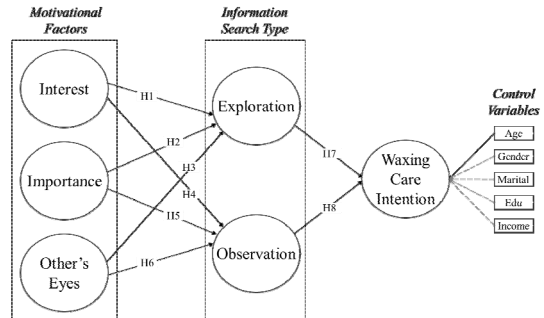 Motivational
Factors
Information
Search Type
Interest
H1
Exploration
H2
H3
Importance
H4
H5
Other's
Eyes
H6
Observation
H7
H8
Waxing
Care
Intention
Control
Variables
Age
Gender
Marital
Edu
Income